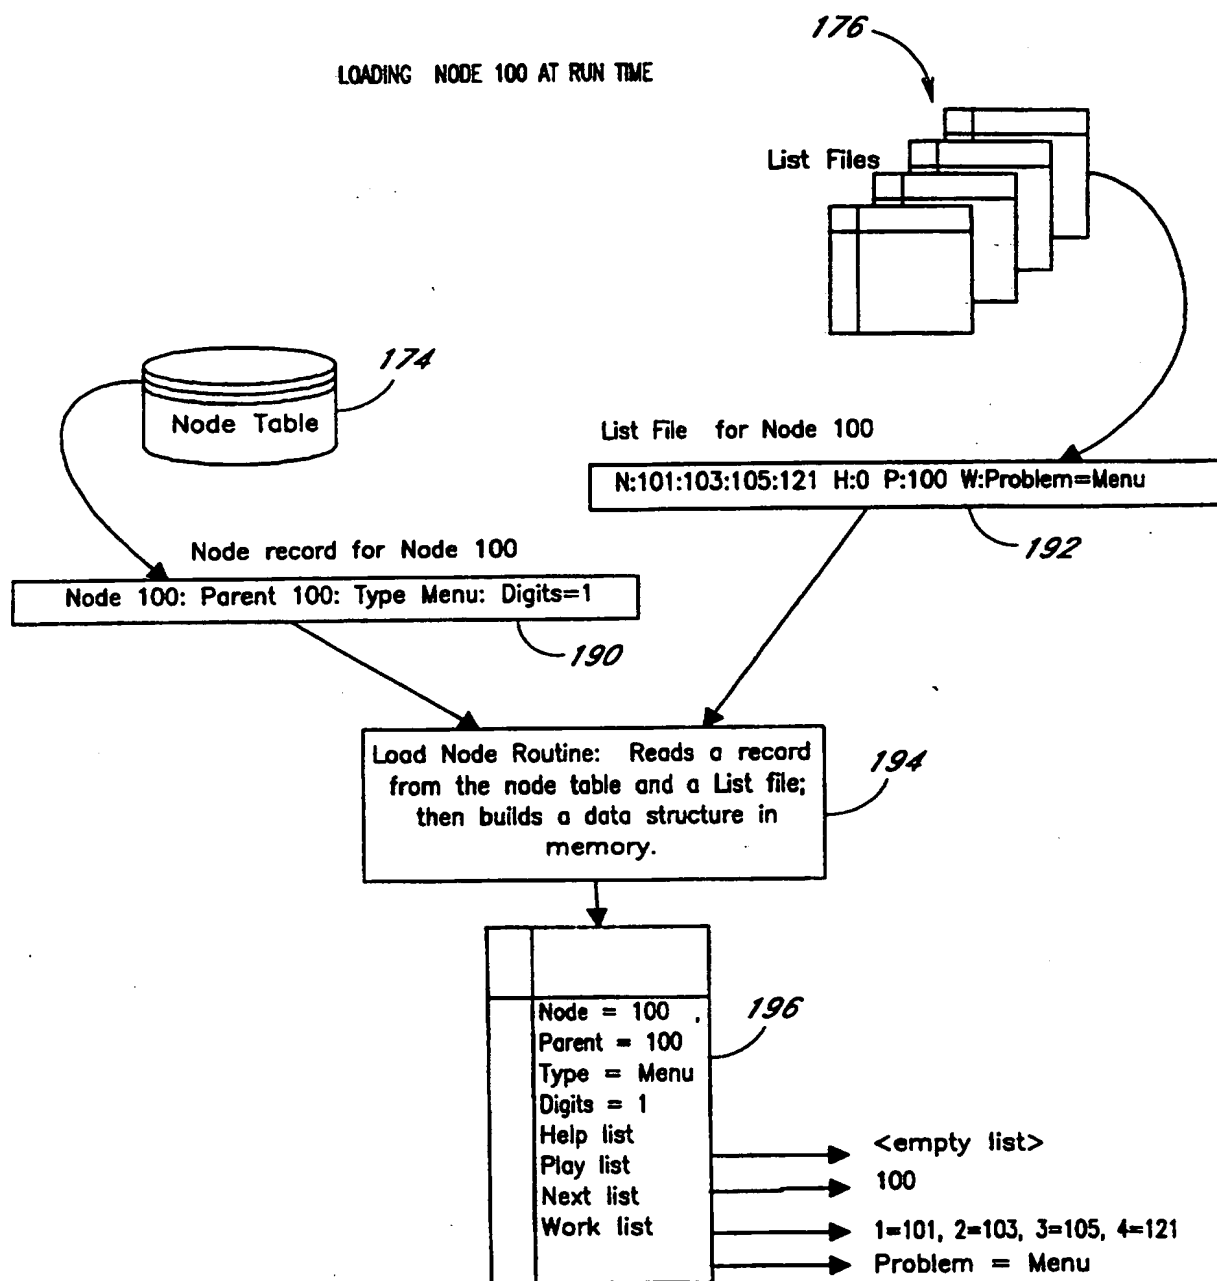 176
LOADING NODE 100 AT RUN TIME
List Files
174
Node Table
List File for Node 100
N:101:103:105:121 H:0 P:100 W:Problem=Menu
192
Node record for Node 100
Node 100: Parent 100: Type Menu: Digits=1
190
Load Node Routine: Reads a record
from the node table and a List file;
then builds a data structure in
memory.
194
196
Node = 100
Parent = 100
Type = Menu
Digits = 1
Help list
<empty list>
Play list
100
Next list
1=101, 2=103, 3=105, 4=121
Work list
Problem = Menu